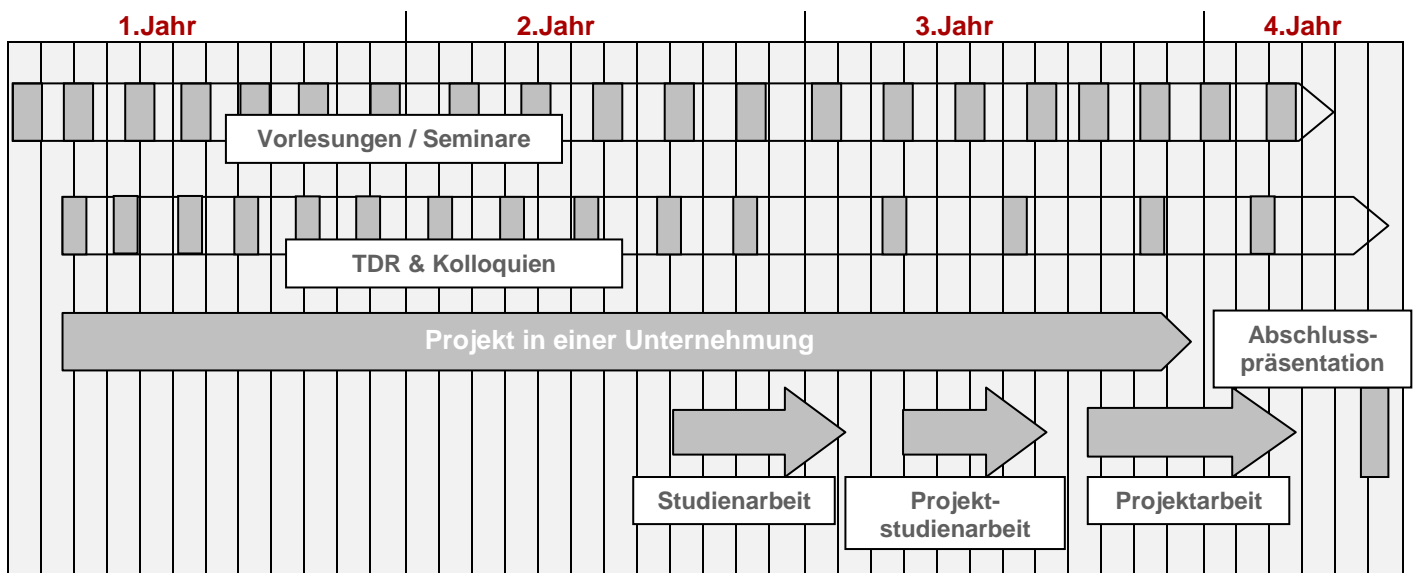 1.Jahr
2.Jahr
3.Jahr
4.Jahr
Vorlesungen / Seminare
TDR & Kolloquien
Projekt in einer Unternehmung
Abschluss-
präsentation
Studienarbeit
Projekt-
studienarbeit
Projektarbeit